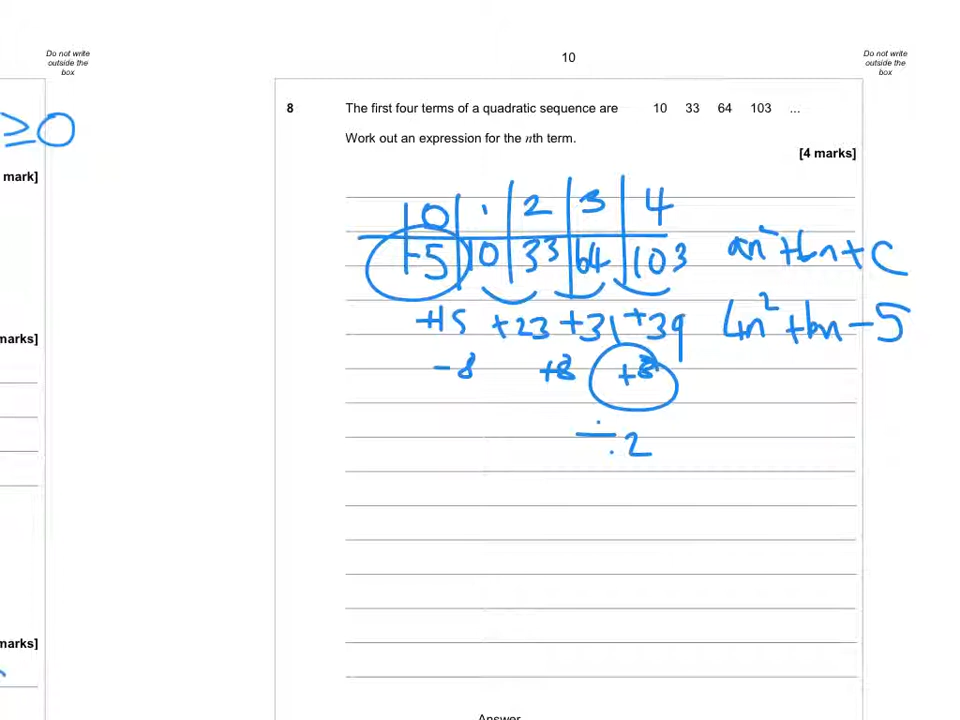 Do not write
outside the
box
10
Do not write
outside the
box
≥0
mark]
8 The first four terms of a quadratic sequence are 10 33 64 103 ...
Work out an expression for the nth term.
[4 marks]
0 1 2 3 4
-5 10 33 64 103 an²+bn+c
+15 +23 +31 +39 4n²+bn-5
-8 +8 +8
÷2
marks]
marks]
Answer